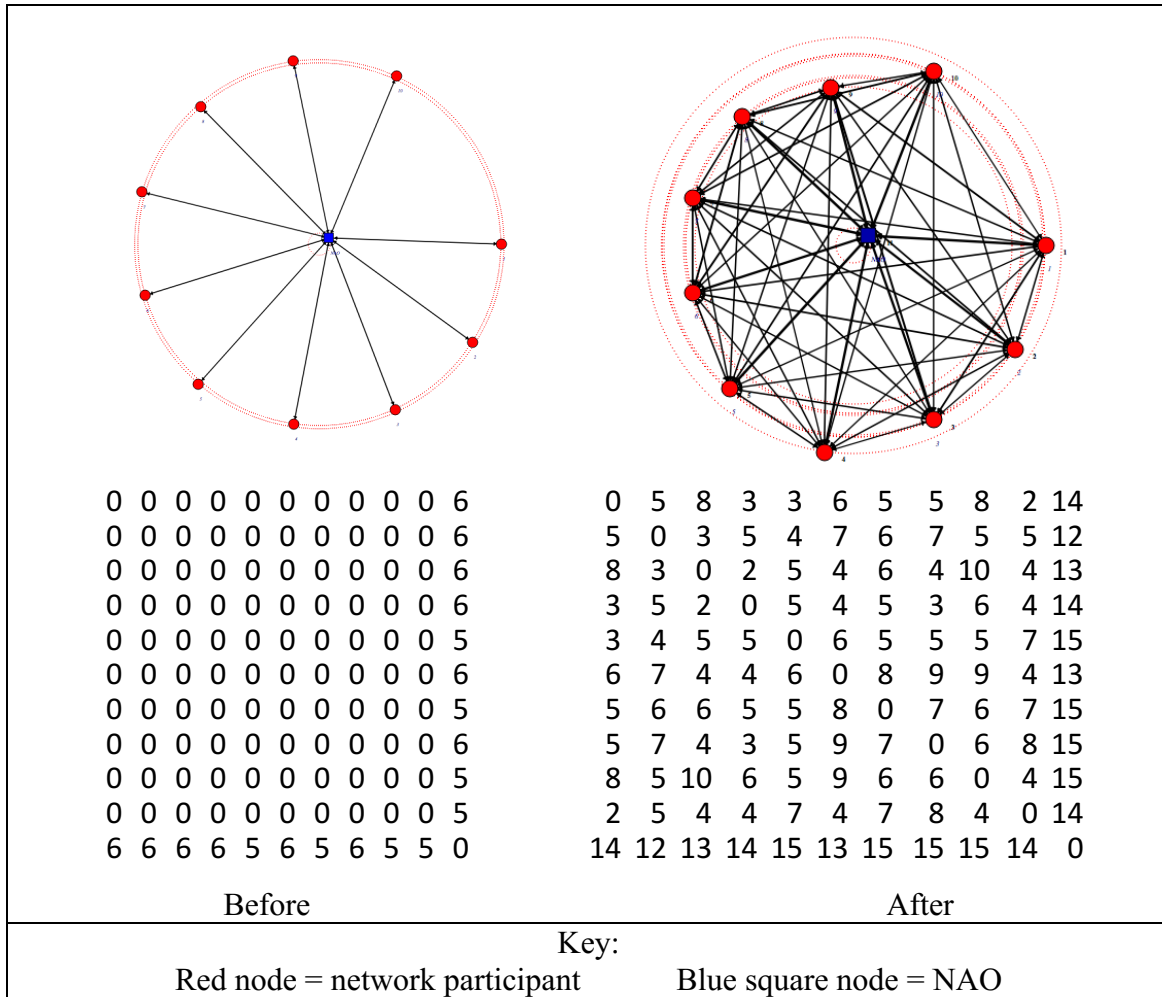 10
9
1
1
2
2
6
5
3
3
4
0 0 0 0 0 0 0 0 0 0 6
0 0 0 0 0 0 0 0 0 0 6
0 0 0 0 0 0 0 0 0 0 6
0 0 0 0 0 0 0 0 0 0 6
0 0 0 0 0 0 0 0 0 0 5
0 0 0 0 0 0 0 0 0 0 6
0 0 0 0 0 0 0 0 0 0 5
0 0 0 0 0 0 0 0 0 0 6
0 0 0 0 0 0 0 0 0 0 5
0 0 0 0 0 0 0 0 0 0 5
6 6 6 6 5 6 5 6 5 5 0
Before
0 5 8 3 3 6 5 5 8 2 14
5 0 3 5 4 7 6 7 5 5 12
8 3 0 2 5 4 6 4 10 4 13
3 5 2 0 5 4 5 3 6 4 14
3 4 5 5 0 6 5 5 5 7 15
6 7 4 4 6 0 8 9 9 4 13
5 6 6 5 5 8 0 7 6 7 15
5 7 4 3 5 9 7 0 6 8 15
8 5 10 6 5 9 6 6 0 4 15
2 5 4 4 7 4 7 8 4 0 14
14 12 13 14 15 13 15 15 15 14 0
After
Key:
Red node = network participant Blue square node = NAO